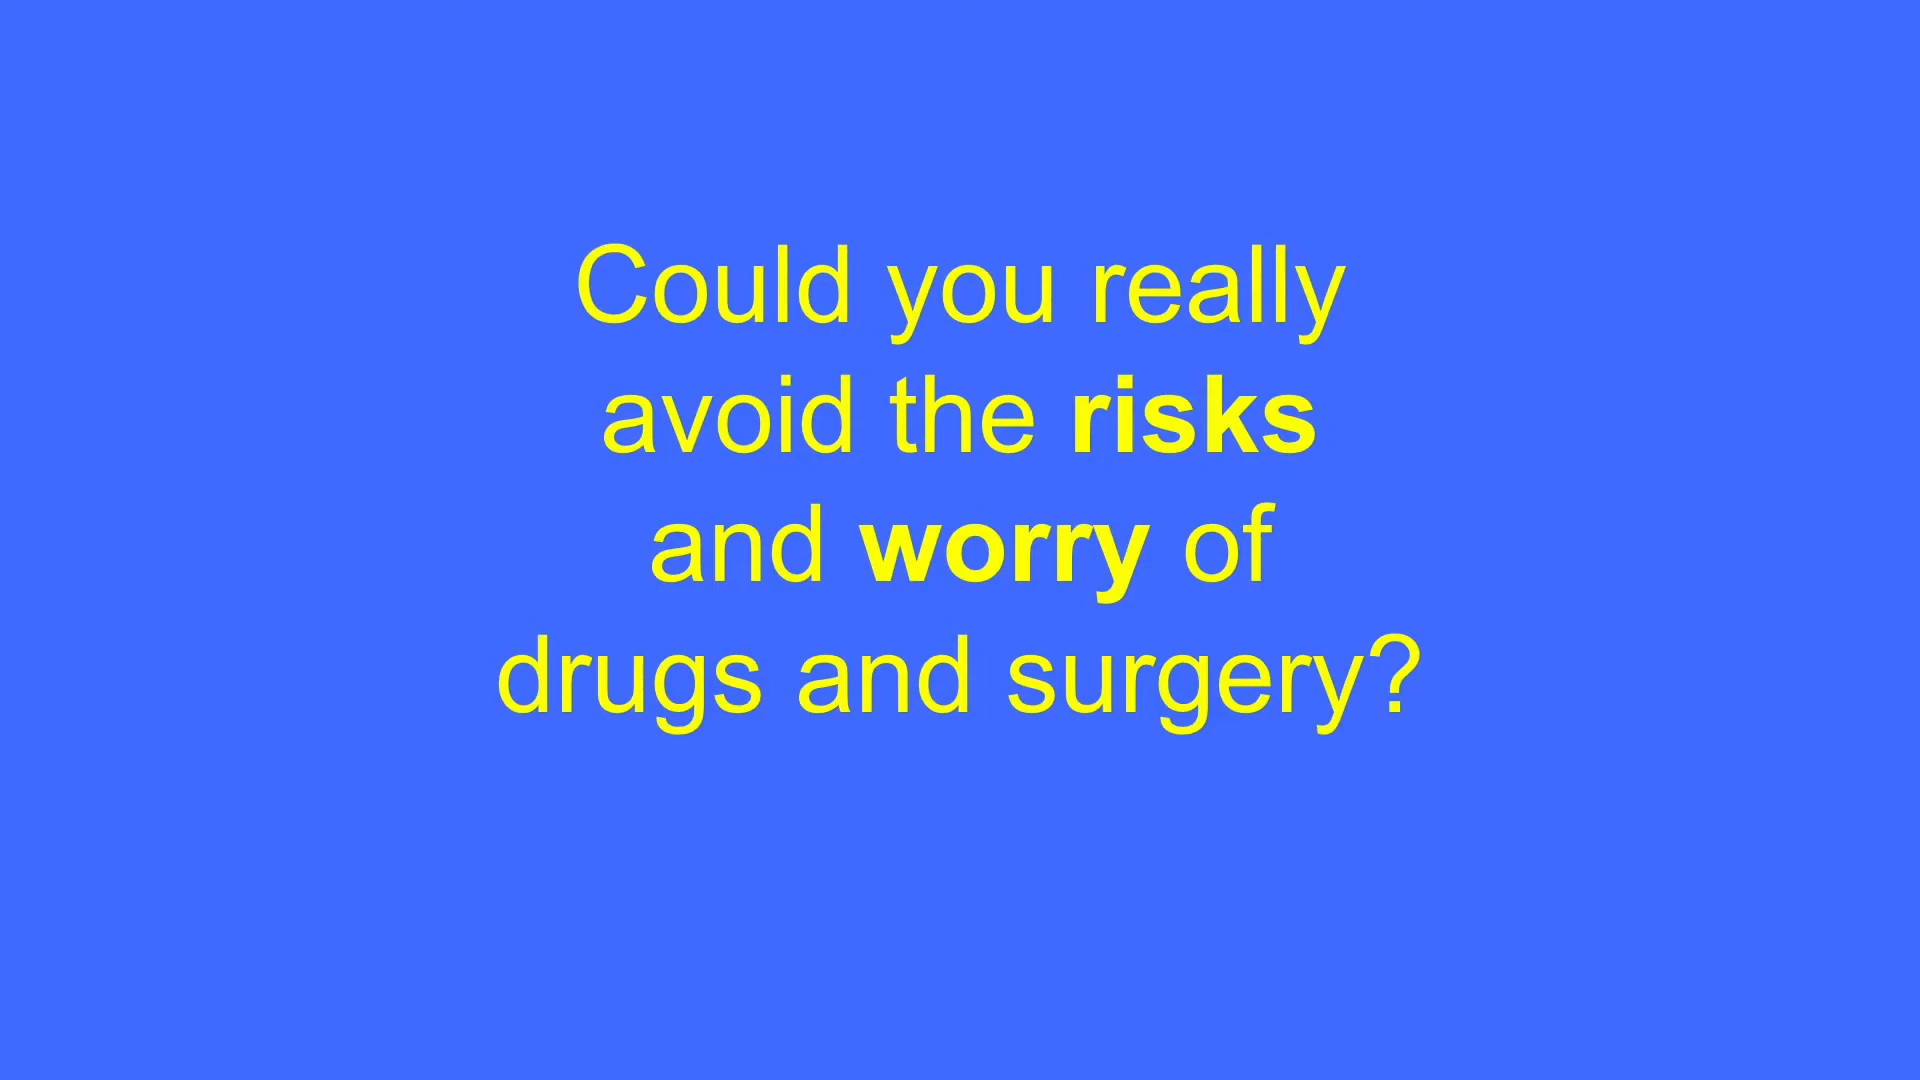 Could you really
avoid the risks
and worry of
drugs and surgery?